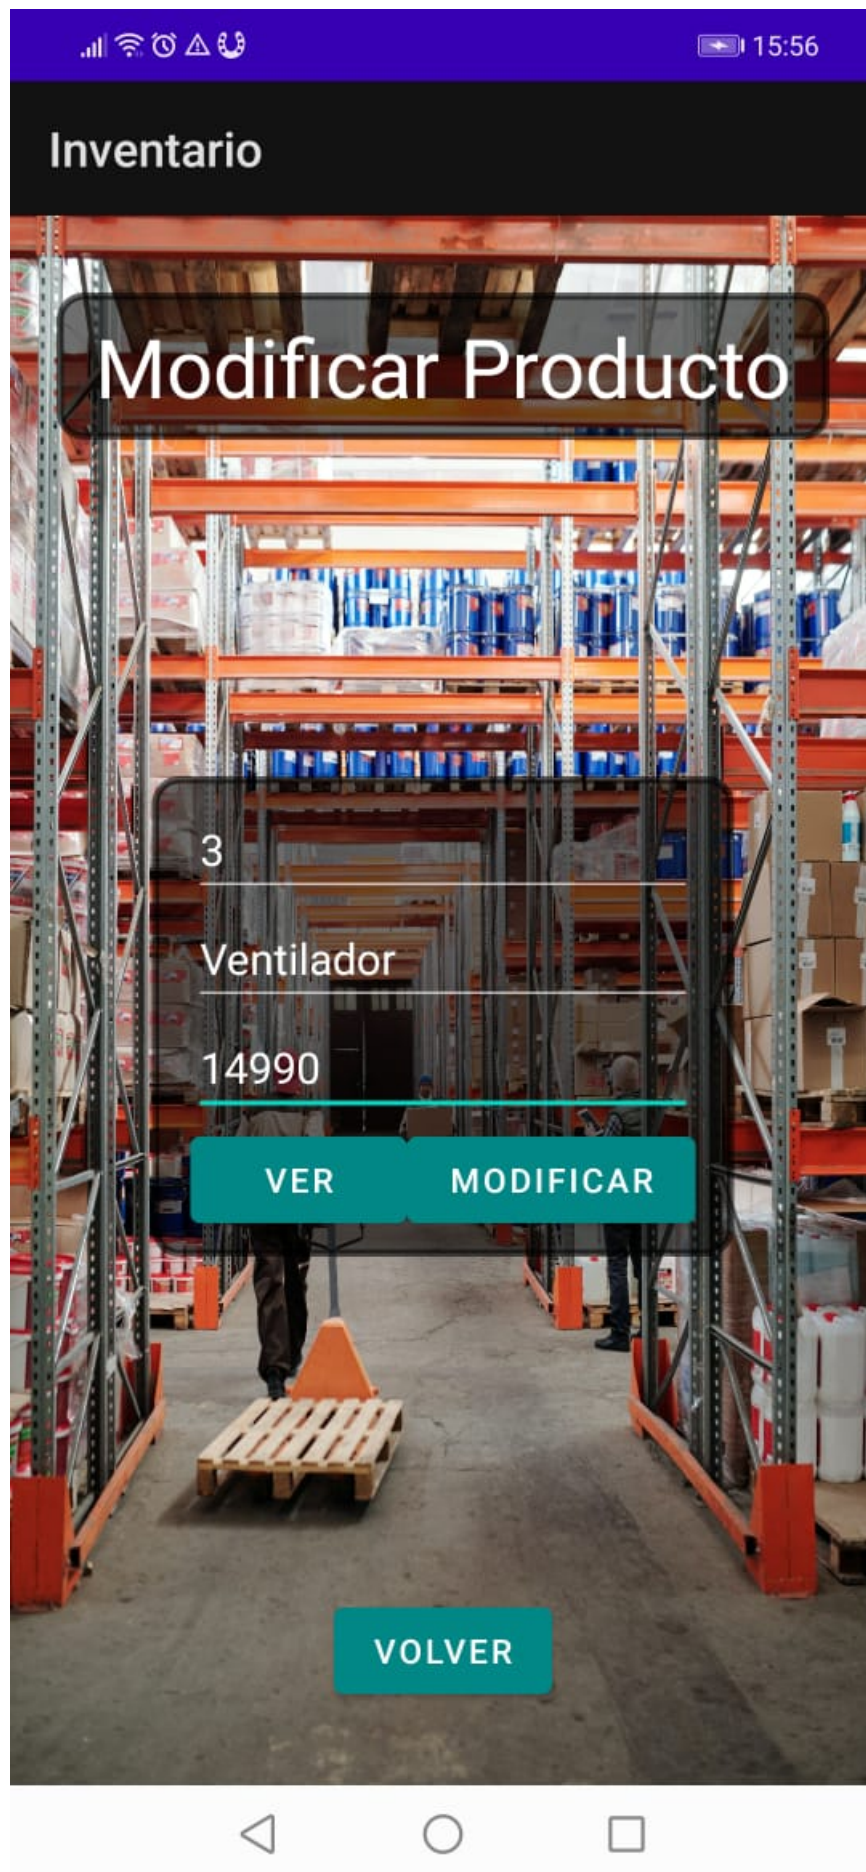 15:56
Inventario
Modificar Producto
3
Ventilador
14990
VER MODIFICAR
VOLVER